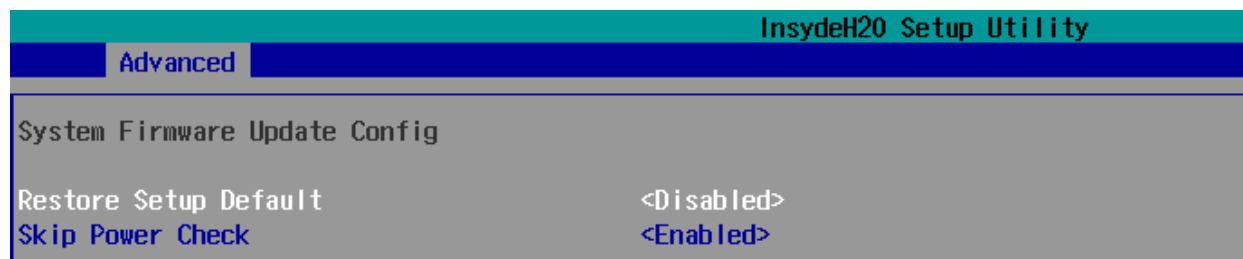 InsydeH20 Setup Utility
Advanced
System Firmware Update Config
Restore Setup Default <Disabled>
Skip Power Check <Enabled>